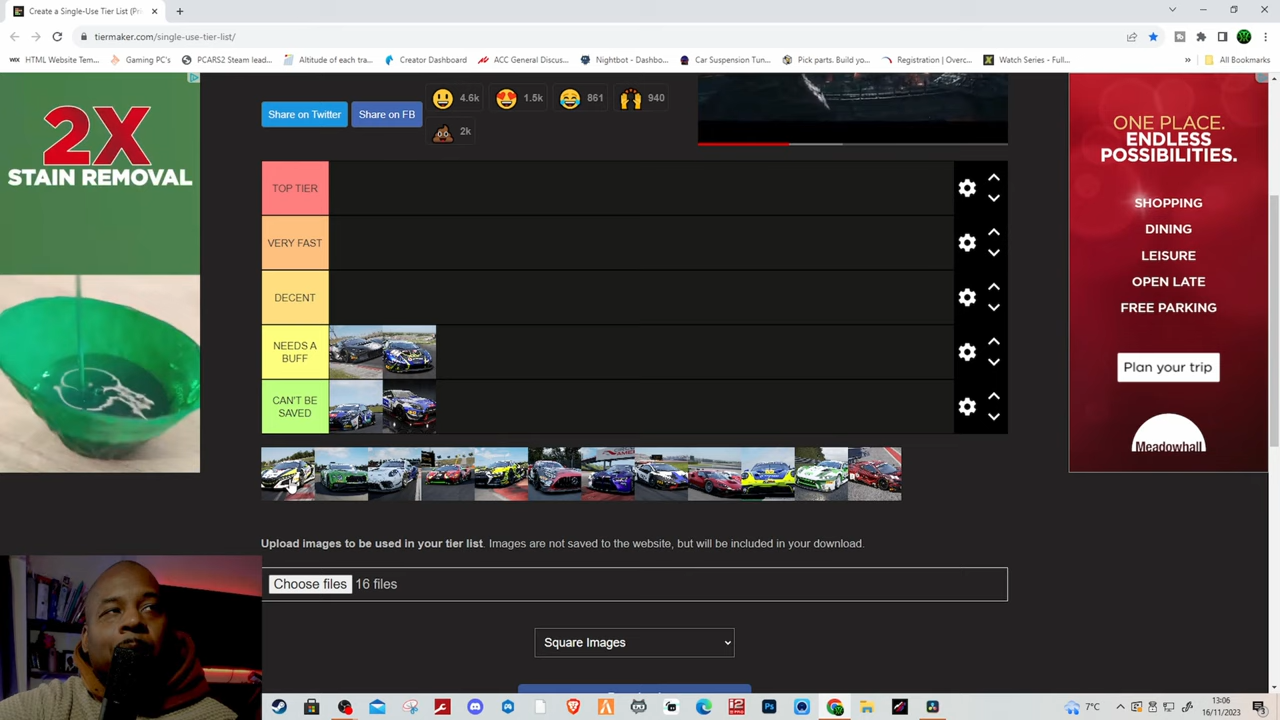 Create a Single-Use Tier List (Pri
tiermaker.com/single-use-tier-list/
HTML Website Tem...
Gaming PC's
PCARS2 Steam lead...
Altitude of each tra...
Creator Dashboard
ACC General Discus...
Nightbot - Dashbo...
Car Suspension Tun...
Pick parts. Build yo...
Registration | Overc...
Watch Series - Full...
All Bookmarks
2X
STAIN REMOVAL
4.6k
1.5k
861
940
Share on Twitter
Share on FB
2k
TOP TIER
VERY FAST
DECENT
NEEDS A
BUFF
CAN'T BE
SAVED
ONE PLACE.
ENDLESS
POSSIBILITIES.
SHOPPING
DINING
LEISURE
OPEN LATE
FREE PARKING
Plan your trip
Meadowhall
Upload images to be used in your tier list. Images are not saved to the website, but will be included in your download.
Choose files 16 files
Square Images
7°C
13:06
16/11/2023